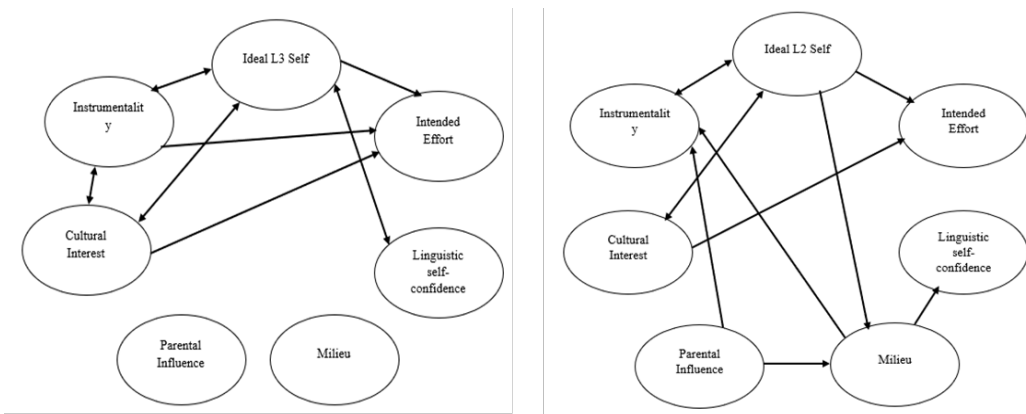 Ideal L3 Self
Instrumentalit
y
Intended
Effort
Cultural
Interest
Linguistic
self-
confidence
Parental
Influence
Milieu
Ideal L2 Self
Instrumentalit
y
Intended
Effort
Cultural
Interest
Linguistic
self-
confidence
Parental
Influence
Milieu